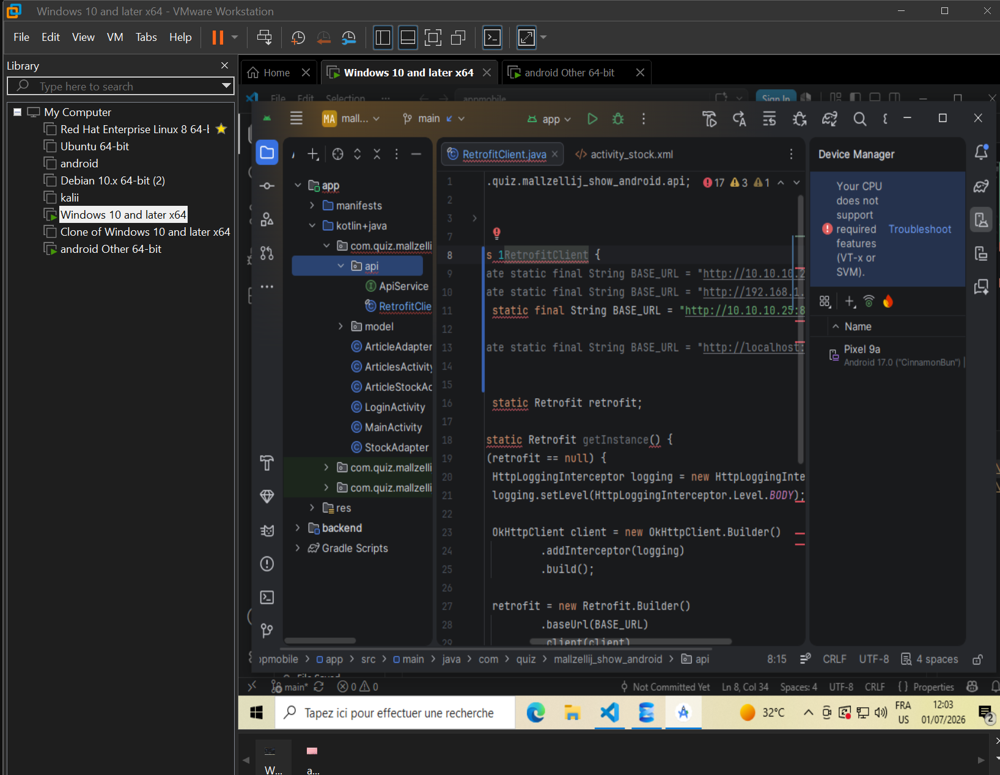 Windows 10 and later x64 - VMware Workstation
File Edit View VM Tabs Help
Library
Type here to search
My Computer
Red Hat Enterprise Linux 8 64-l
Ubuntu 64-bit
android
Debian 10.x 64-bit (2)
kalii
Windows 10 and later x64
Clone of Windows 10 and later x64
android Other 64-bit
Home
Windows 10 and later x64
android Other 64-bit
File Edit Selection ... appmobile Sign In
MA mall... main app
RetrofitClient.java
activity_stock.xml
Device Manager
app
manifests
kotlin+java
com.quiz.mallzelli
api
ApiService
RetrofitClie
model
ArticleAdapter
ArticlesActivity
ArticleStockAc
LoginActivity
MainActivity
StockAdapter
com.quiz.mallzelli
com.quiz.mallzelli
res
backend
Gradle Scripts
1 .quiz.mallzellij_show_android.api; 17 3 1
2
3
7
8 s 1RetrofitClient {
9 ate static final String BASE_URL = "http://10.10.10.2
10 ate static final String BASE_URL = "http://192.168.1.
11 static final String BASE_URL = "http://10.10.10.25:8
12
13 ate static final String BASE_URL = "http://localhost:
14
15
16 static Retrofit retrofit;
17
18 static Retrofit getInstance() {
19 (retrofit == null) {
20 HttpLoggingInterceptor logging = new HttpLoggingInte
21 logging.setLevel(HttpLoggingInterceptor.Level.BODY);
22
23 OkHttpClient client = new OkHttpClient.Builder()
24 .addInterceptor(logging)
25 .build();
26
27 retrofit = new Retrofit.Builder()
28 .baseUrl(BASE_URL)
29 client(client)
Your CPU
does not
support
required
features
(VT-x or
SVM).
Troubleshoot
Name
Pixel 9a
Android 17.0 ("CinnamonBun") |
opmobile > app > src > main > java > com > quiz > mallzellij_show_android > api
8:15 CRLF UTF-8 4 spaces
File Saved
main* 0 0 Not Committed Yet Ln 8, Col 34 Spaces: 4 UTF-8 CRLF { } Properties
Tapez ici pour effectuer une recherche
32°C
FRA
US
12:03
01/07/2026
2
W...
a...